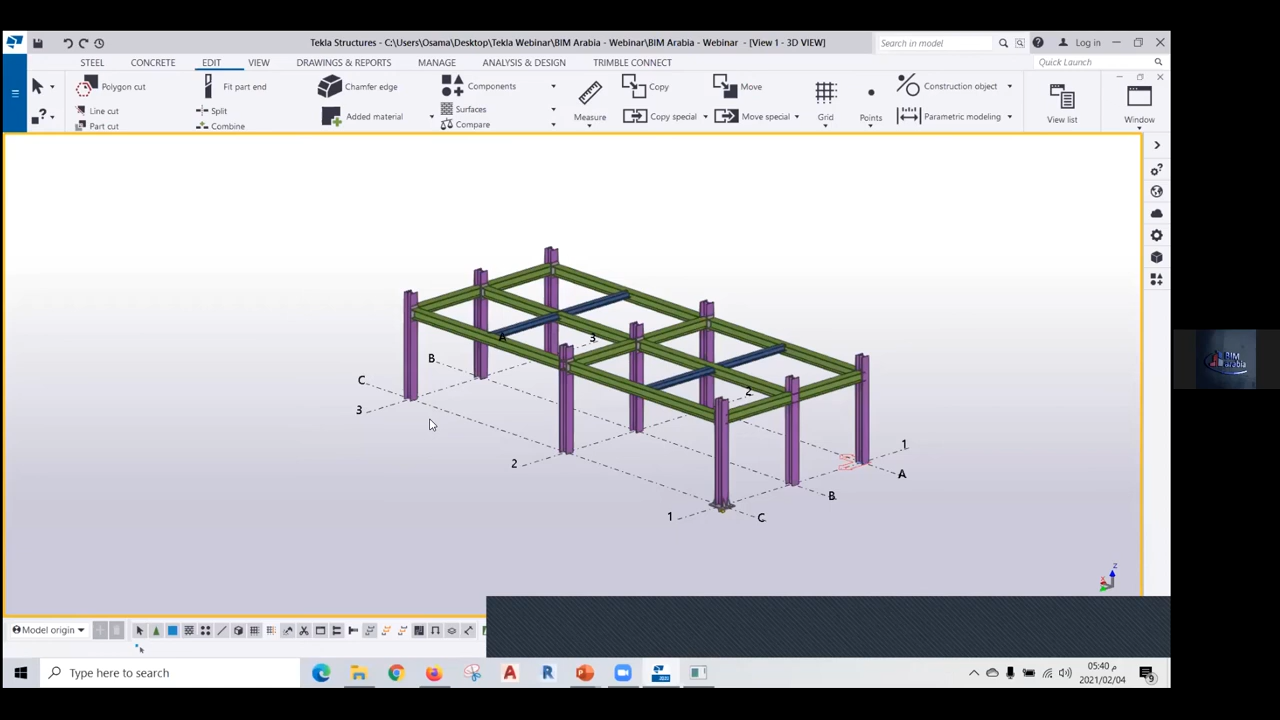 Tekla Structures - C:\Users\Osama\Desktop\Tekla Webinar\BIM Arabia - Webinar\BIM Arabia - Webinar - [View 1 - 3D VIEW]
Search in model
Log in
STEEL CONCRETE EDIT VIEW DRAWINGS & REPORTS MANAGE ANALYSIS & DESIGN TRIMBLE CONNECT
Quick Launch
Polygon cut Fit part end Chamfer edge Components Copy Move Construction object
Line cut Split Added material Surfaces Measure Copy special Move special Grid Points Parametric modeling View list Window
Part cut Combine Compare
A
3
B
C
3
2
2
1
A
B
1
C
z
BIM
arabia
Model origin
Type here to search
2021
05:40 م
2021/02/04
9